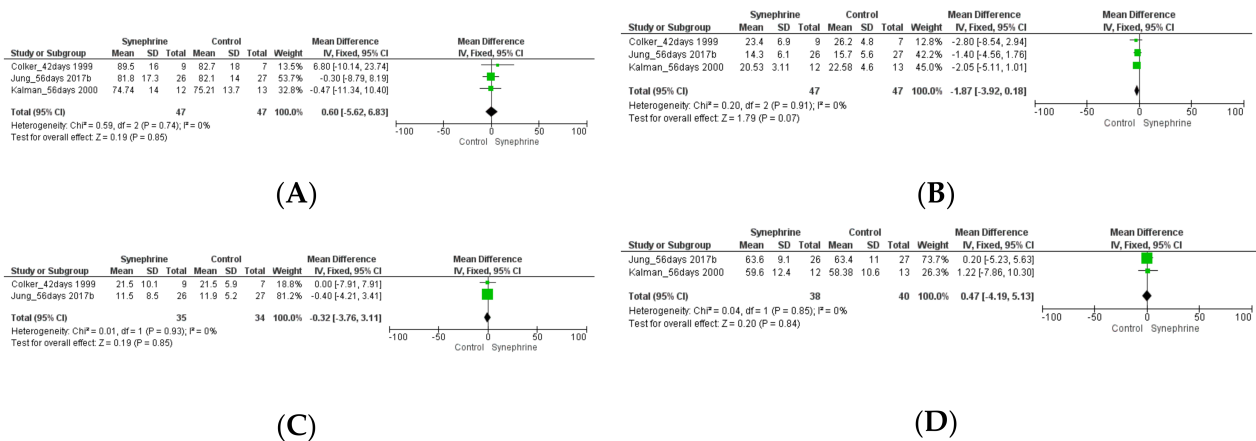 Synephrine Control Mean Difference Mean Difference
Study or Subgroup Mean SD Total Mean SD Total Weight IV, Fixed, 95% CI IV, Fixed, 95% CI
Colker_42days 1999 89.5 16 9 82.7 18 7 13.5% 6.80 [-10.14, 23.74]
Jung_56days 2017b 81.8 17.3 26 82.1 14 27 53.7% -0.30 [-8.79, 8.19]
Kalman_56days 2000 74.74 14 12 75.21 13.7 13 32.8% -0.47 [-11.34, 10.40]
Total (95% CI) 47 47 100.0% 0.60 [-5.62, 6.83]
Heterogeneity: Chi² = 0.59, df = 2 (P = 0.74); I² = 0%
Test for overall effect: Z = 0.19 (P = 0.85)
-100 -50 0 50 100
Control Synephrine
(A)
Synephrine Control Mean Difference Mean Difference
Study or Subgroup Mean SD Total Mean SD Total Weight IV, Fixed, 95% CI IV, Fixed, 95% CI
Colker_42days 1999 23.4 6.9 9 26.2 4.8 7 12.8% -2.80 [-8.54, 2.94]
Jung_56days 2017b 14.3 6.1 26 15.7 5.6 27 42.2% -1.40 [-4.56, 1.76]
Kalman_56days 2000 20.53 3.11 12 22.58 4.6 13 45.0% -2.05 [-5.11, 1.01]
Total (95% CI) 47 47 100.0% -1.87 [-3.92, 0.18]
Heterogeneity: Chi² = 0.20, df = 2 (P = 0.91); I² = 0%
Test for overall effect: Z = 1.79 (P = 0.07)
-100 -50 0 50 100
Control Synephrine
(B)
Synephrine Control Mean Difference Mean Difference
Study or Subgroup Mean SD Total Mean SD Total Weight IV, Fixed, 95% CI IV, Fixed, 95% CI
Colker_42days 1999 21.5 10.1 9 21.5 5.9 7 18.8% 0.00 [-7.91, 7.91]
Jung_56days 2017b 11.5 8.5 26 11.9 5.2 27 81.2% -0.40 [-4.21, 3.41]
Total (95% CI) 35 34 100.0% -0.32 [-3.76, 3.11]
Heterogeneity: Chi² = 0.01, df = 1 (P = 0.93); I² = 0%
Test for overall effect: Z = 0.19 (P = 0.85)
-100 -50 0 50 100
Control Synephrine
(C)
Synephrine Control Mean Difference Mean Difference
Study or Subgroup Mean SD Total Mean SD Total Weight IV, Fixed, 95% CI IV, Fixed, 95% CI
Jung_56days 2017b 63.6 9.1 26 63.4 11 27 73.7% 0.20 [-5.23, 5.63]
Kalman_56days 2000 59.6 12.4 12 58.38 10.6 13 26.3% 1.22 [-7.86, 10.30]
Total (95% CI) 38 40 100.0% 0.47 [-4.19, 5.13]
Heterogeneity: Chi² = 0.04, df = 1 (P = 0.85); I² = 0%
Test for overall effect: Z = 0.20 (P = 0.84)
-100 -50 0 50 100
Control Synephrine
(D)